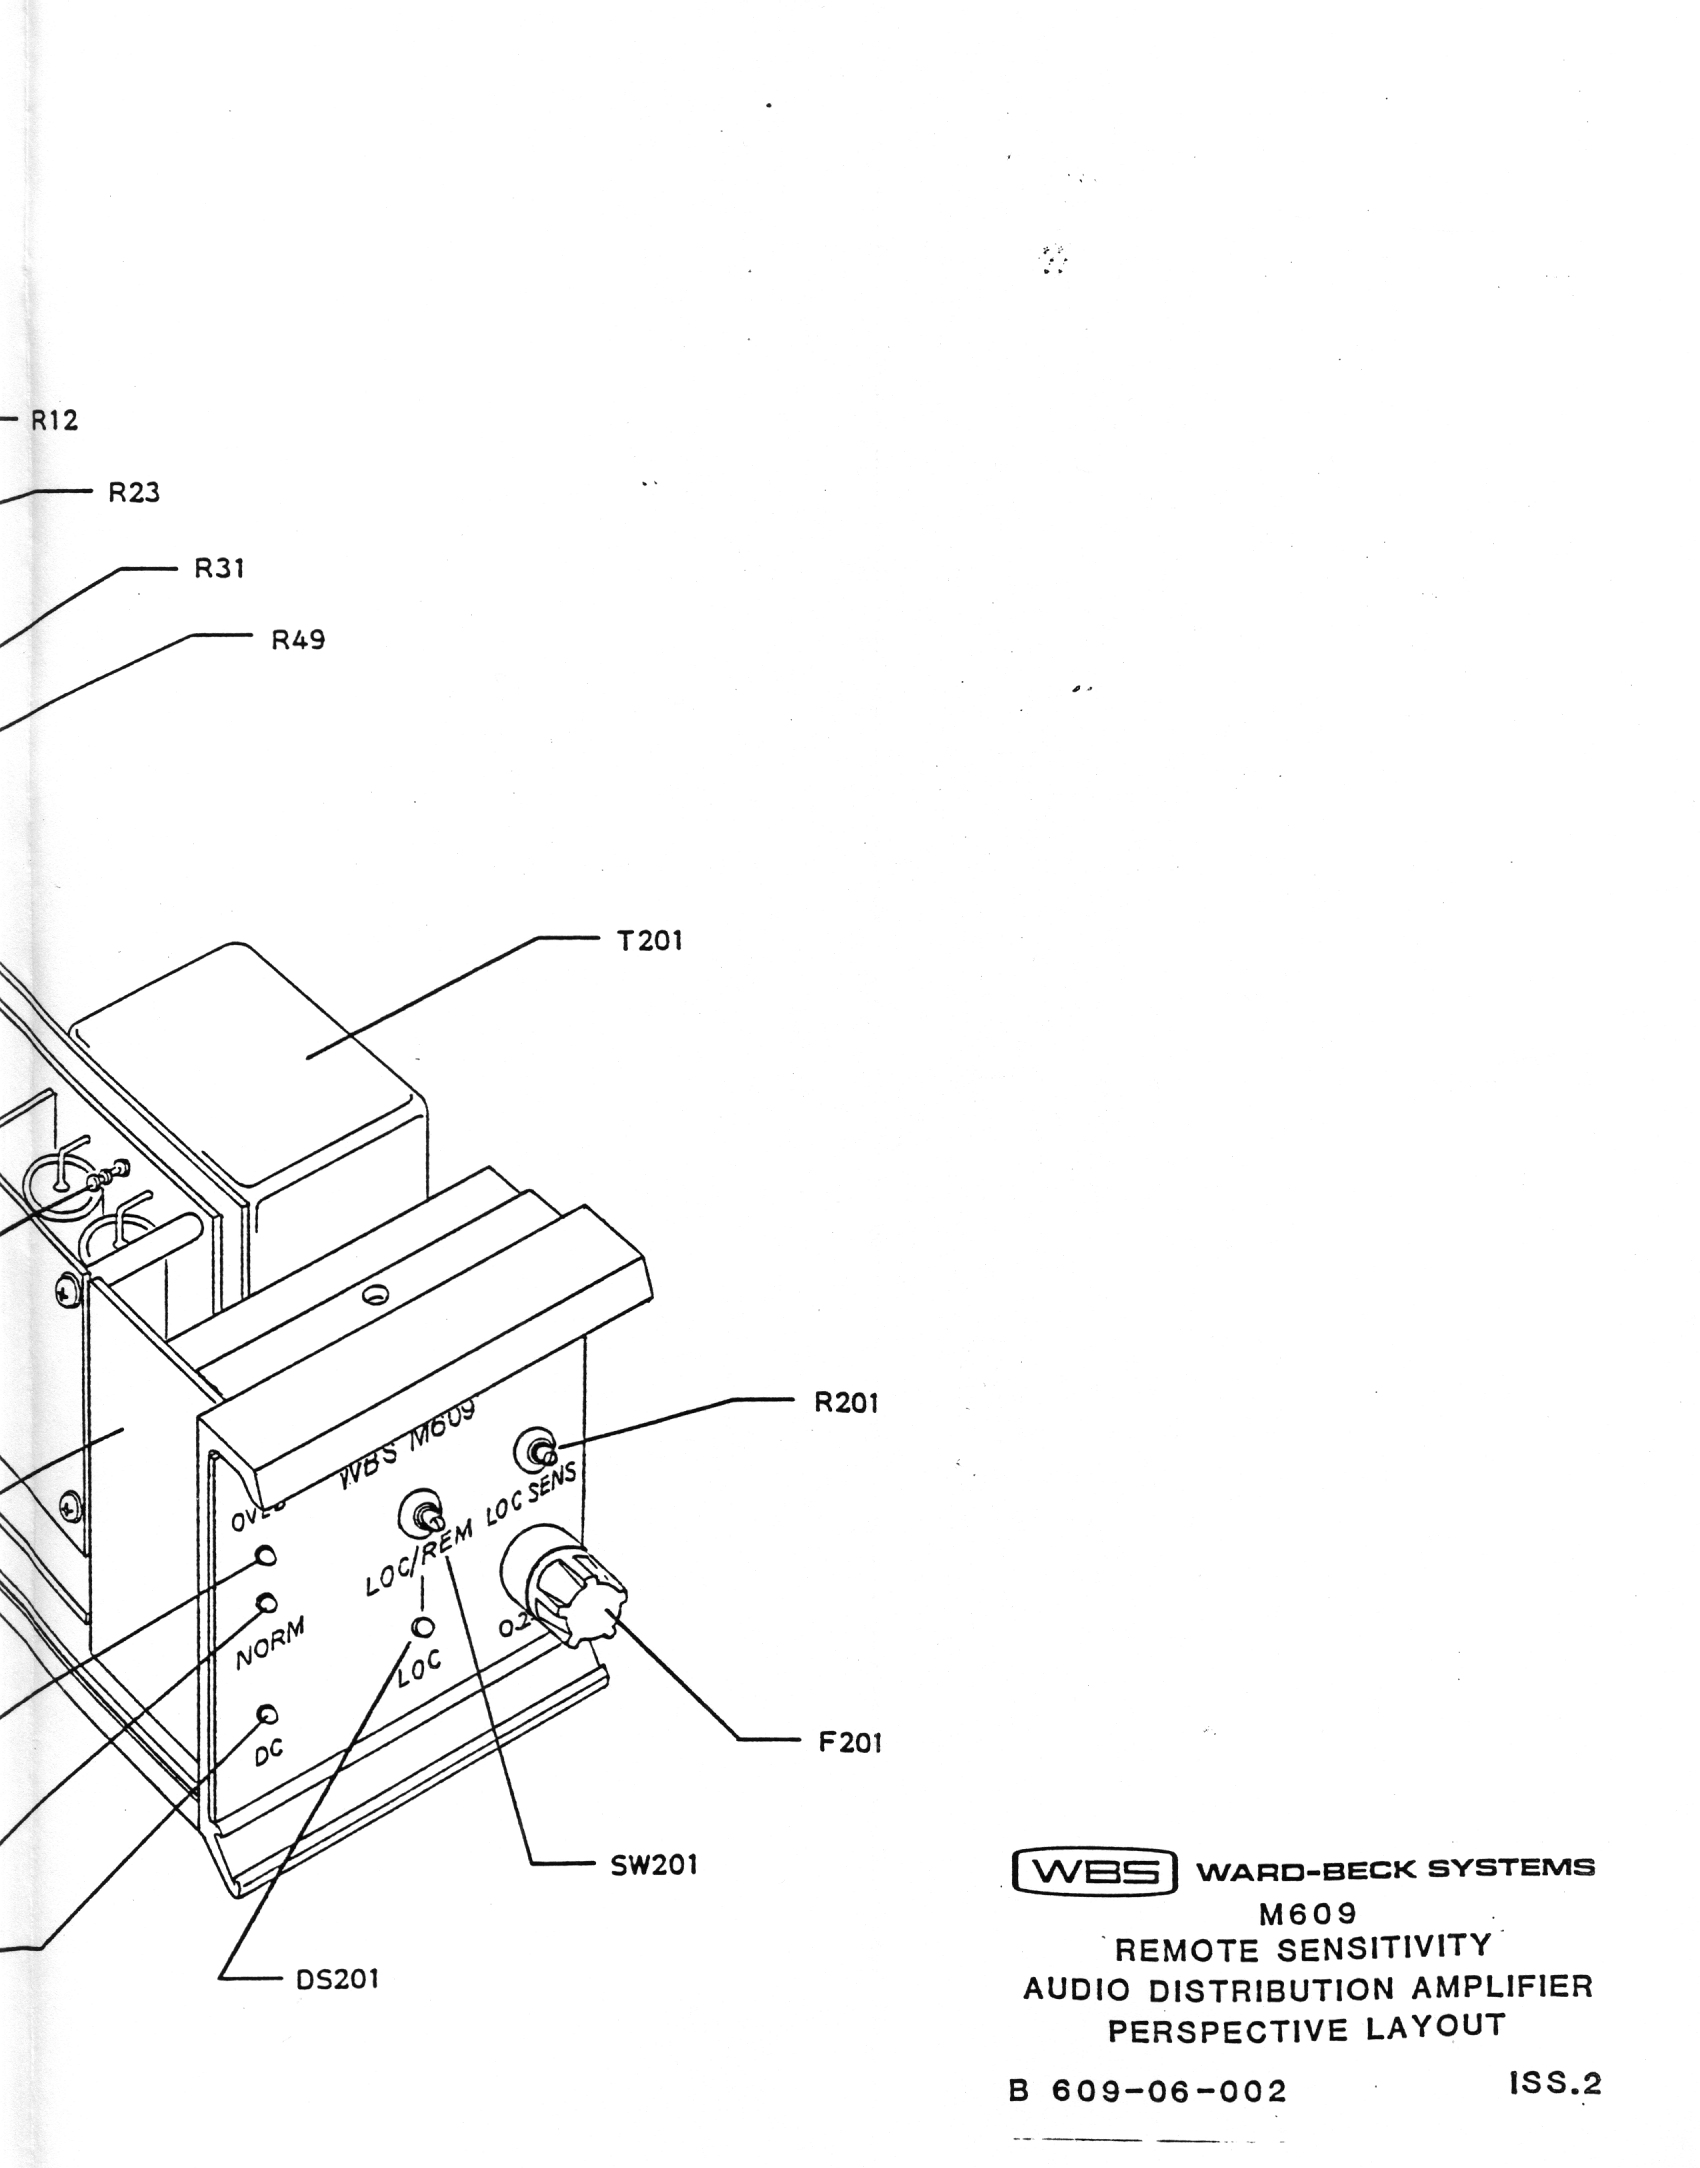 R12
R23
R31
R49
T201
R201
WBS M609
LOC SENS
LOC/REM
NORM
LOC
DC
F201
SW201
DS201
WBS WARD-BECK SYSTEMS
M609
REMOTE SENSITIVITY
AUDIO DISTRIBUTION AMPLIFIER
PERSPECTIVE LAYOUT
B 609-06-002 ISS.2